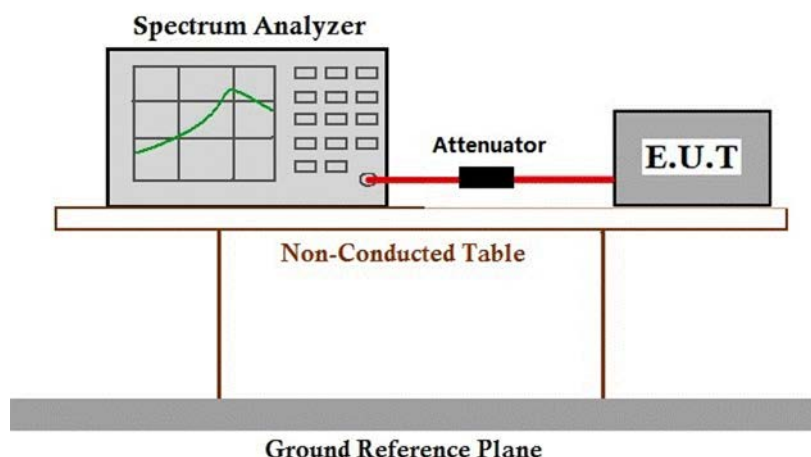 Spectrum Analyzer
Attenuator
E.U.T
Non-Conducted Table
Ground Reference Plane